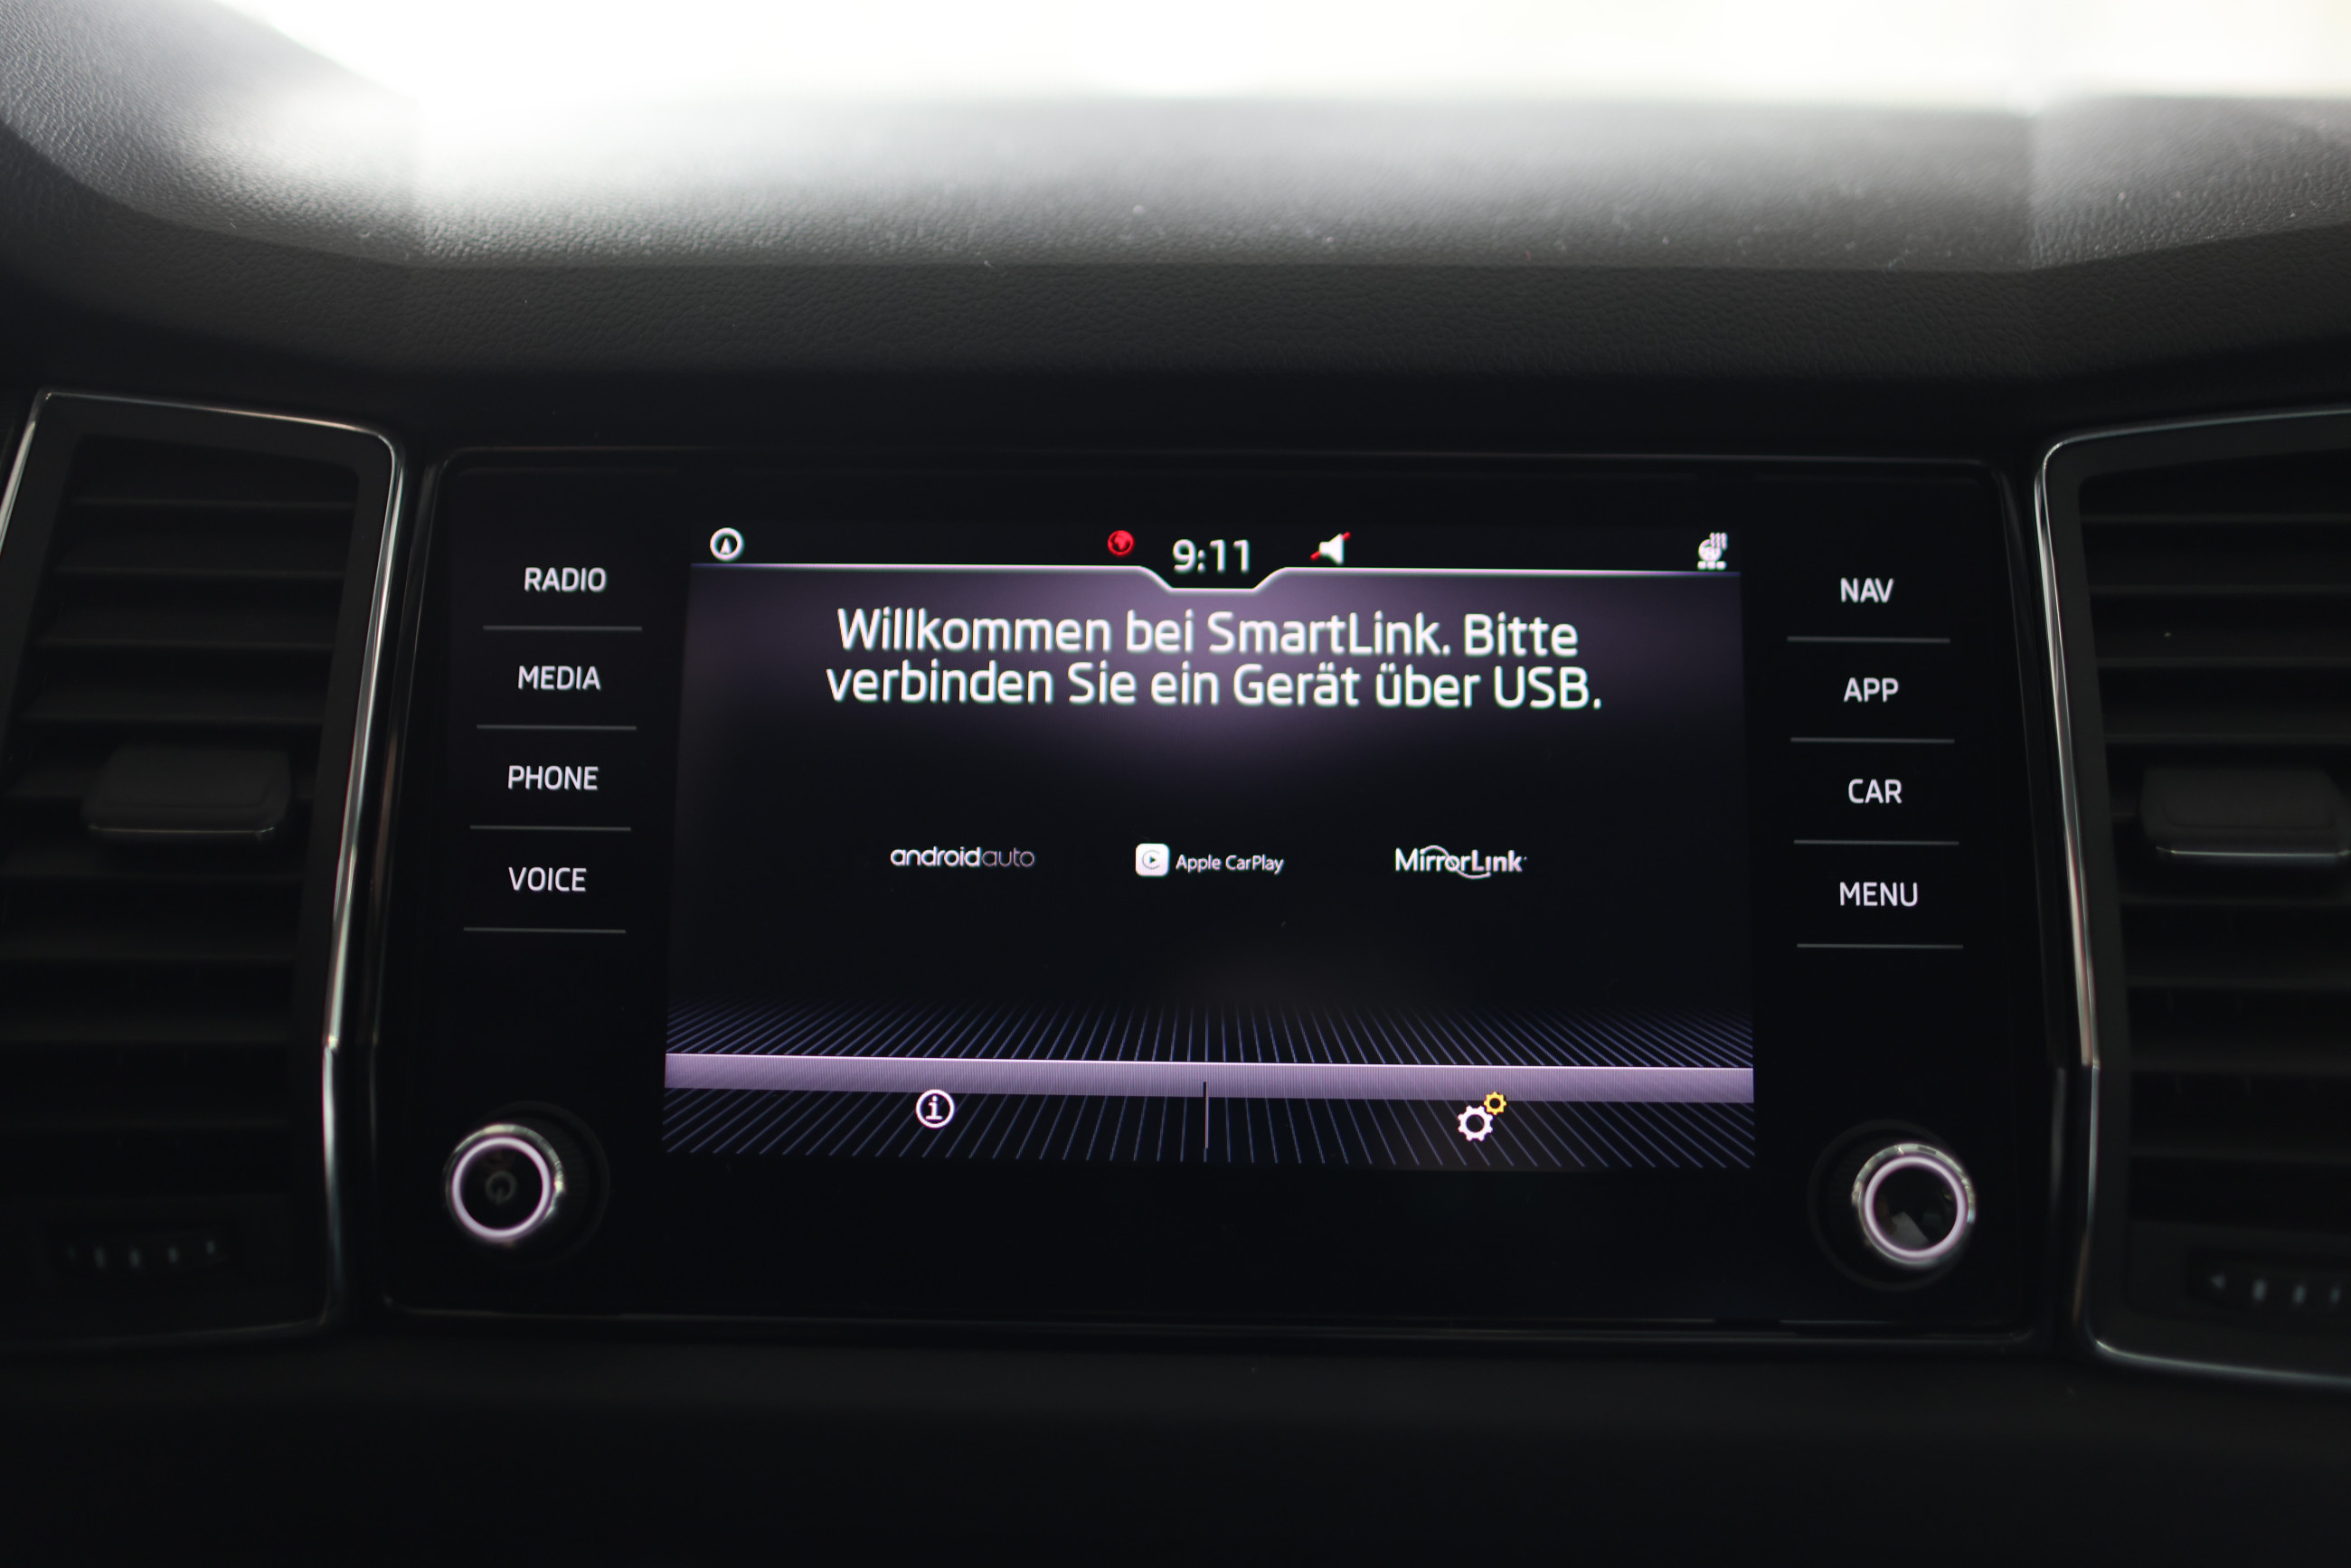 9:11
RADIO
MEDIA
PHONE
VOICE
Willkommen bei SmartLink. Bitte
verbinden Sie ein Gerät über USB.
androidauto
Apple CarPlay
MirrorLink
NAV
APP
CAR
MENU